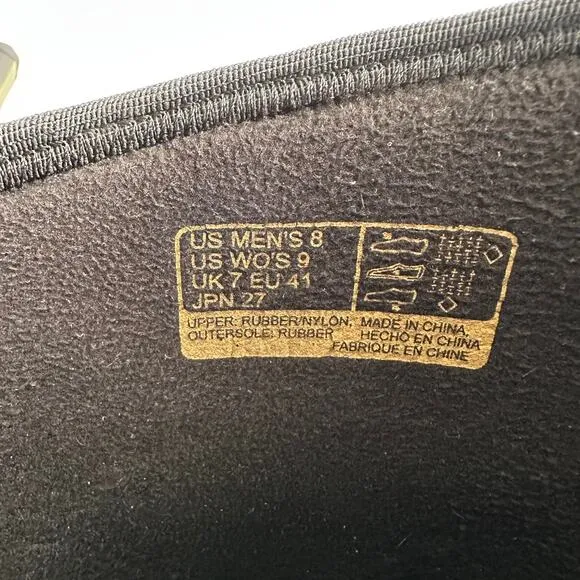 US MEN'S 8
US WO'S 9
UK 7 EU 41
JPN 27
UPPER: RUBBER/NYLON, MADE IN CHINA,
OUTERSOLE: RUBBER HECHO EN CHINA
FABRIQUE EN CHINE